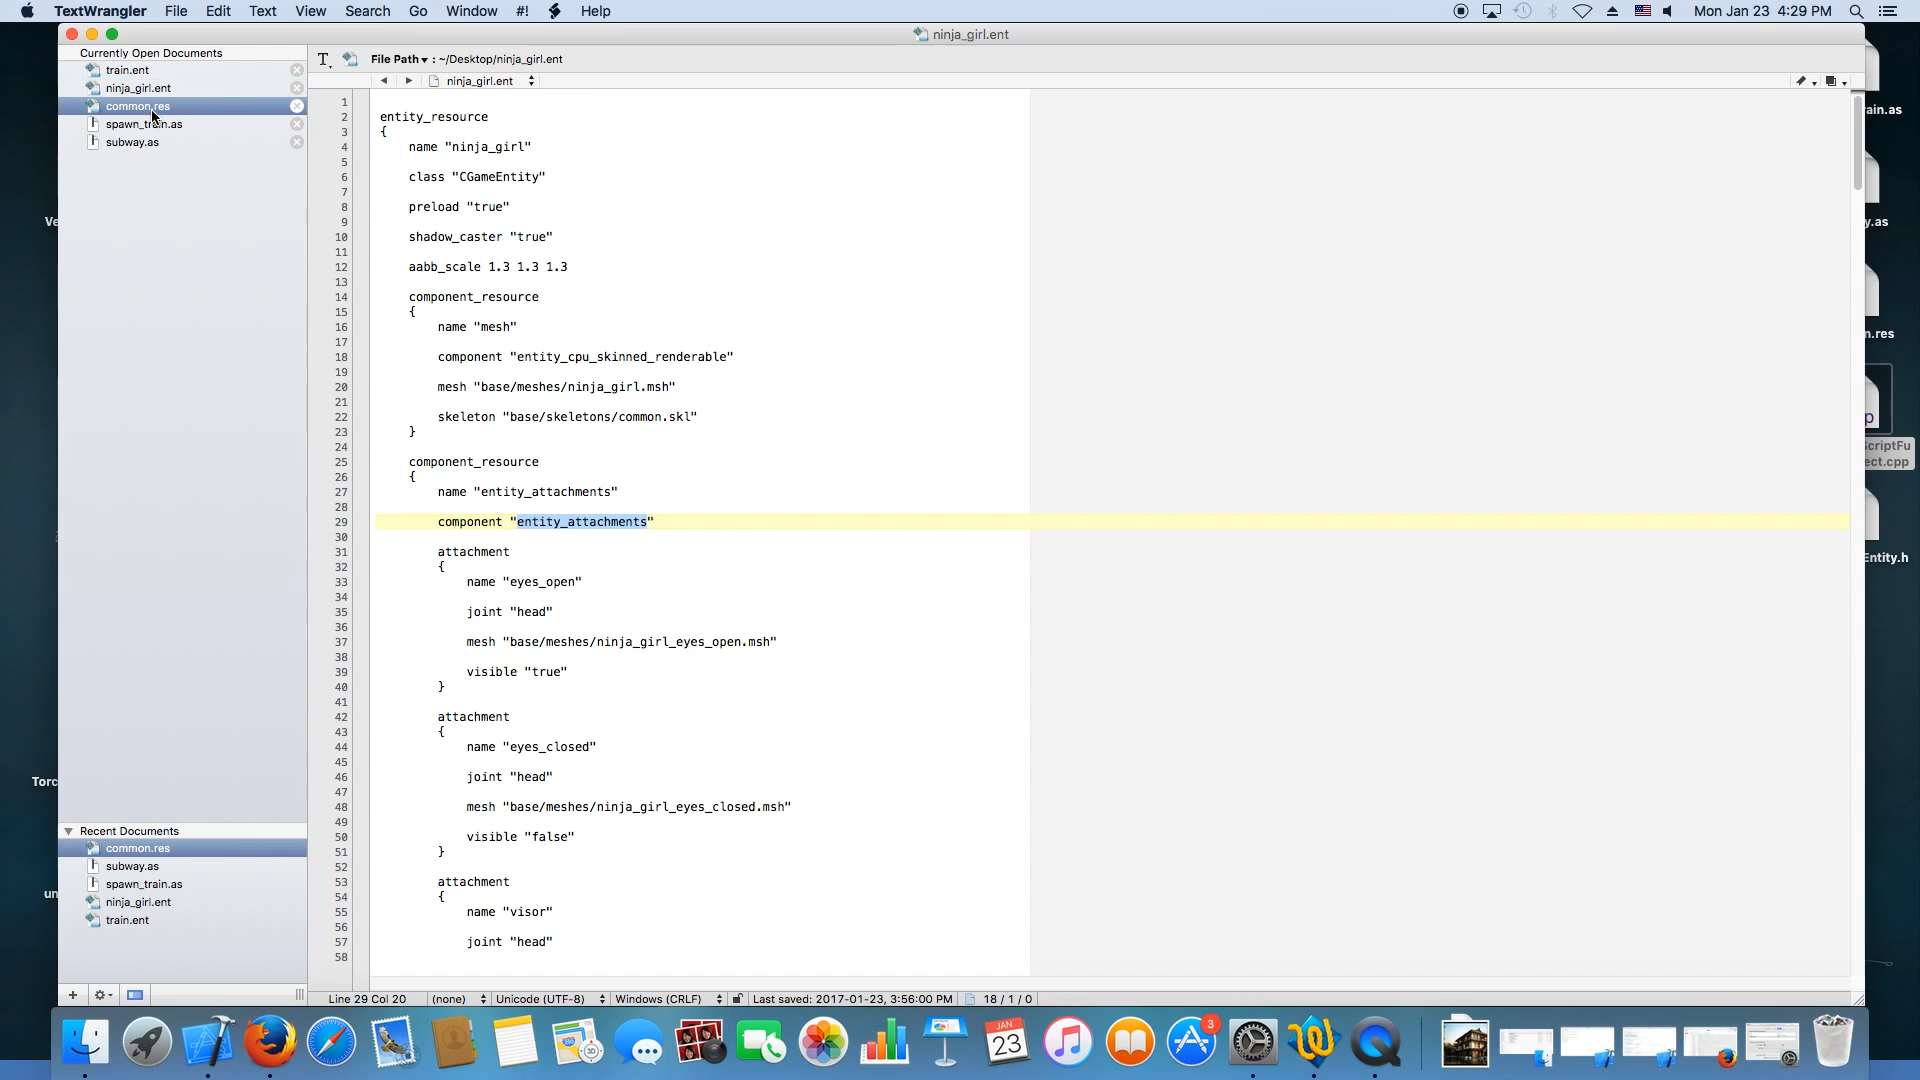 TextWrangler File Edit Text View Search Go Window #! Help Mon Jan 23 4:29 PM
ninja_girl.ent
Currently Open Documents
train.ent
ninja_girl.ent
common.res
spawn_train.as
subway.as
File Path : ~/Desktop/ninja_girl.ent
ninja_girl.ent
1
2 entity_resource
3 {
4 name "ninja_girl"
5
6 class "CGameEntity"
7
8 preload "true"
9
10 shadow_caster "true"
11
12 aabb_scale 1.3 1.3 1.3
13
14 component_resource
15 {
16 name "mesh"
17
18 component "entity_cpu_skinned_renderable"
19
20 mesh "base/meshes/ninja_girl.msh"
21
22 skeleton "base/skeletons/common.skl"
23 }
24
25 component_resource
26 {
27 name "entity_attachments"
28
29 component "entity_attachments"
30
31 attachment
32 {
33 name "eyes_open"
34
35 joint "head"
36
37 mesh "base/meshes/ninja_girl_eyes_open.msh"
38
39 visible "true"
40 }
41
42 attachment
43 {
44 name "eyes_closed"
45
46 joint "head"
47
48 mesh "base/meshes/ninja_girl_eyes_closed.msh"
49
50 visible "false"
51 }
52
53 attachment
54 {
55 name "visor"
56
57 joint "head"
58
Recent Documents
common.res
subway.as
spawn_train.as
ninja_girl.ent
train.ent
Line 29 Col 20 (none) Unicode (UTF-8) Windows (CRLF) Last saved: 2017-01-23, 3:56:00 PM 18 / 1 / 0
Ve
Torc
un
ain.as
y.as
n.res
p
ScriptFu
ect.cpp
Entity.h
JAN
23
3